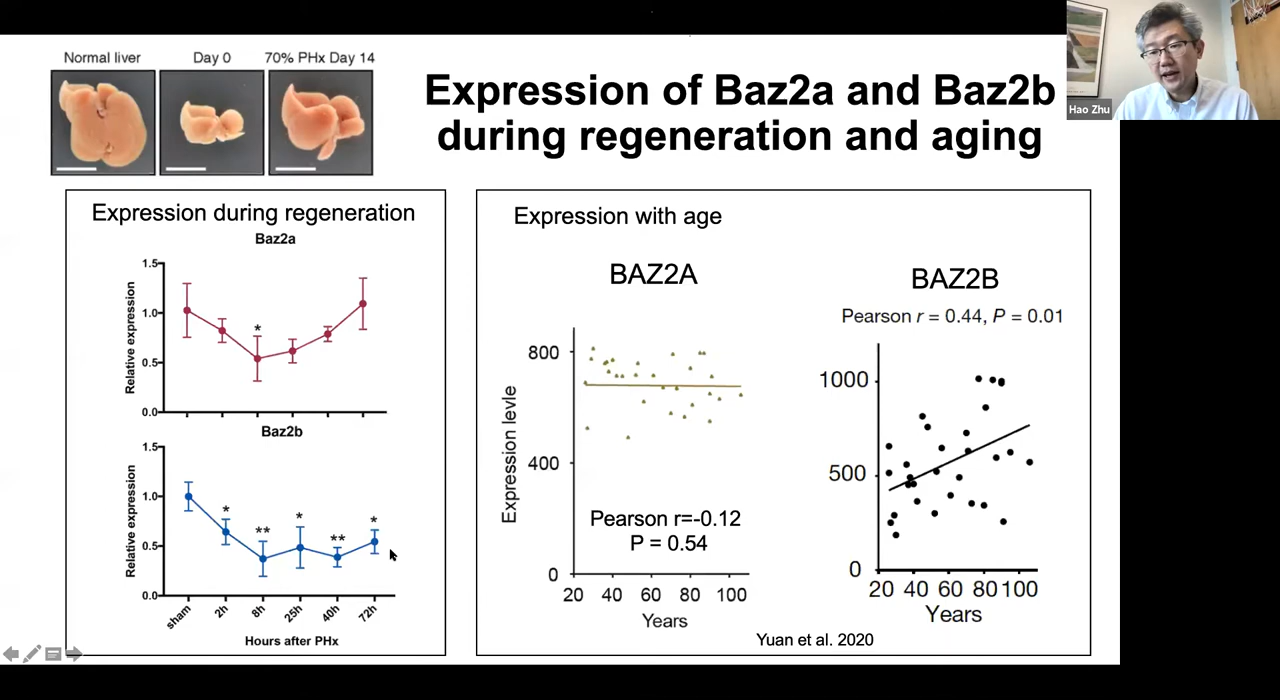 Normal liver
Day 0
70% PHx Day 14
Expression of Baz2a and Baz2b
during regeneration and aging
Hao Zhu
Expression during regeneration
Baz2a
Relative expression
1.5
1.0
0.5
0.0
*
Baz2b
Relative expression
1.5
1.0
0.5
0.0
*
**
*
**
*
sham
2h
8h
25h
40h
72h
Hours after PHx
Expression with age
BAZ2A
Expression levle
800
400
0
Pearson r=-0.12
P = 0.54
20 40 60 80 100
Years
BAZ2B
Pearson r = 0.44, P = 0.01
1000
500
0
20 40 60 80 100
Years
Yuan et al. 2020